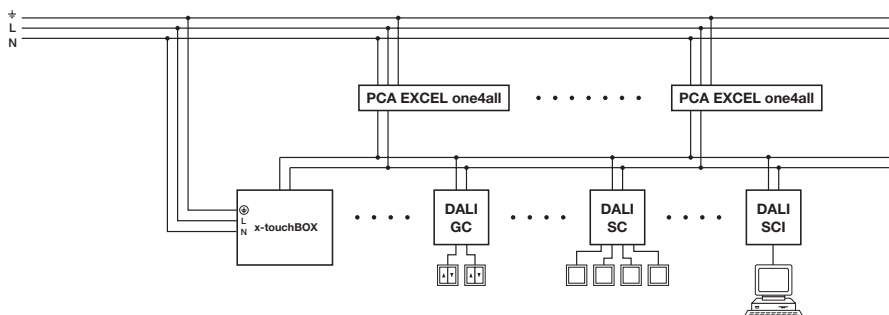 ⏚
L
N
PCA EXCEL one4all
PCA EXCEL one4all
x-touchBOX
⏚
L
N
DALI
GC
DALI
SC
DALI
SCI